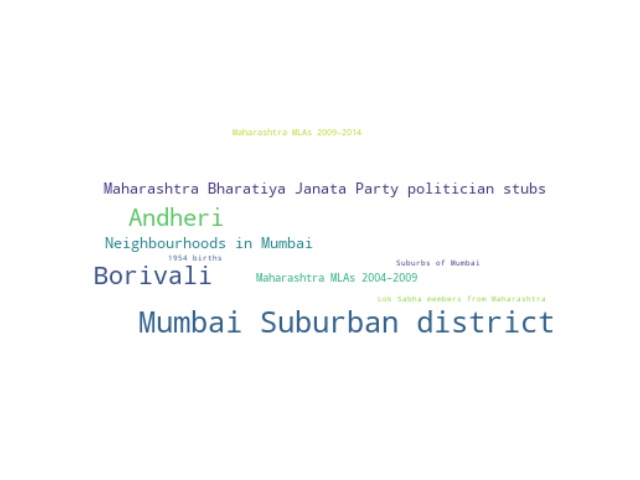 Maharashtra MLAs 2009–2014
Maharashtra Bharatiya Janata Party politician stubs
Andheri
Neighbourhoods in Mumbai
1954 births
Suburbs of Mumbai
Borivali
Maharashtra MLAs 2004–2009
Lok Sabha members from Maharashtra
Mumbai Suburban district